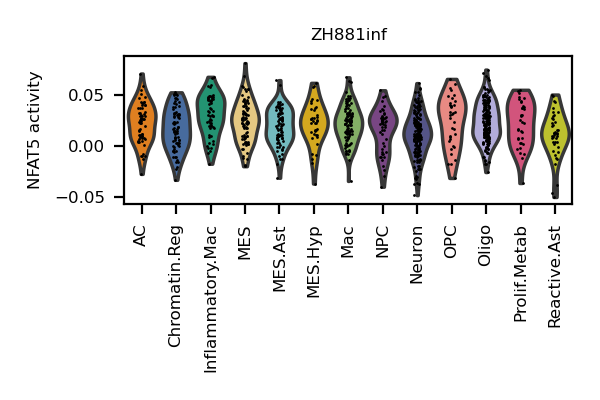 ZH881inf
NFAT5 activity
0.05
0.00
−0.05
AC
Chromatin.Reg
Inflammatory.Mac
MES
MES.Ast
MES.Hyp
Mac
NPC
Neuron
OPC
Oligo
Prolif.Metab
Reactive.Ast